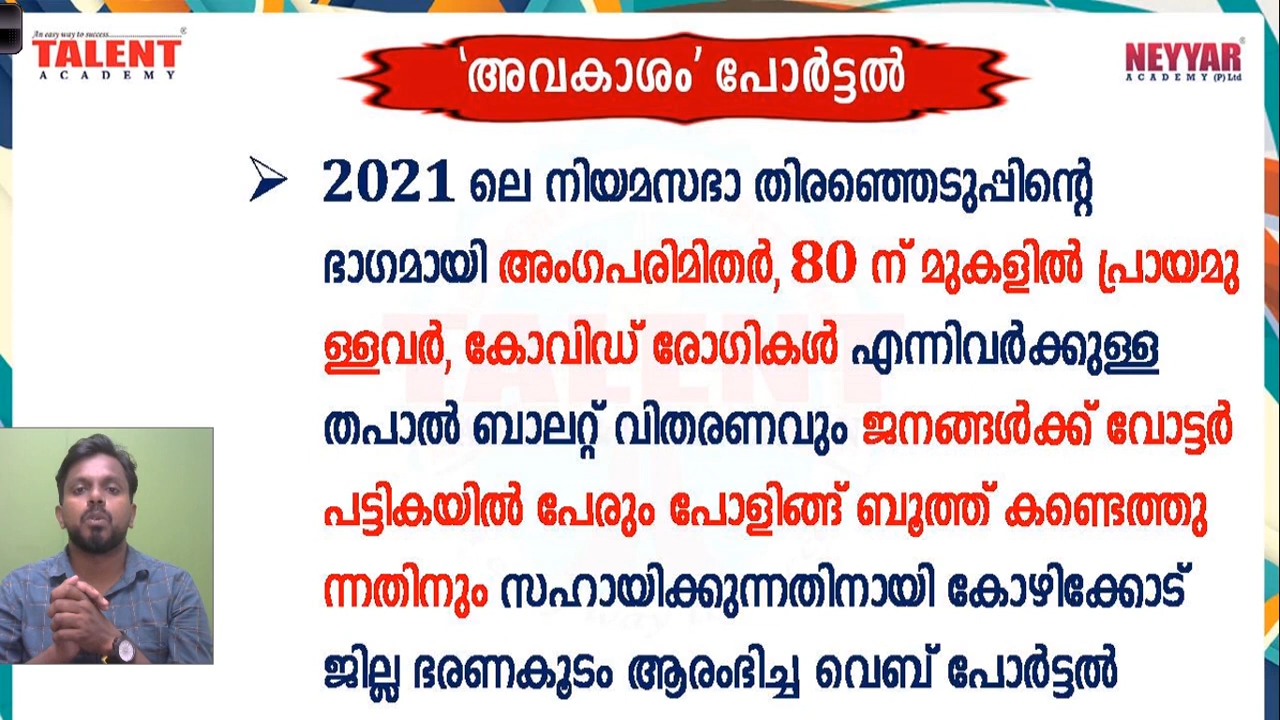 An easy way to success
TALENT
ACADEMY
'അവകാശം' പോർട്ടൽ
NEYYAR
ACADEMY (P) Ltd
2021 ലെ നിയമസഭാ തിരഞ്ഞെടുപ്പിന്റെ
ഭാഗമായി അംഗപരിമിതർ, 80 ന് മുകളിൽ പ്രായമു
ള്ളവർ, കോവിഡ് രോഗികൾ എന്നിവർക്കുള്ള
തപാൽ ബാലറ്റ് വിതരണവും ജനങ്ങൾക്ക് വോട്ടർ
പട്ടികയിൽ പേരും പോളിങ്ങ് ബൂത്ത് കണ്ടെത്തു
ന്നതിനും സഹായിക്കുന്നതിനായി കോഴിക്കോട്
ജില്ല ഭരണകൂടം ആരംഭിച്ച വെബ് പോർട്ടൽ